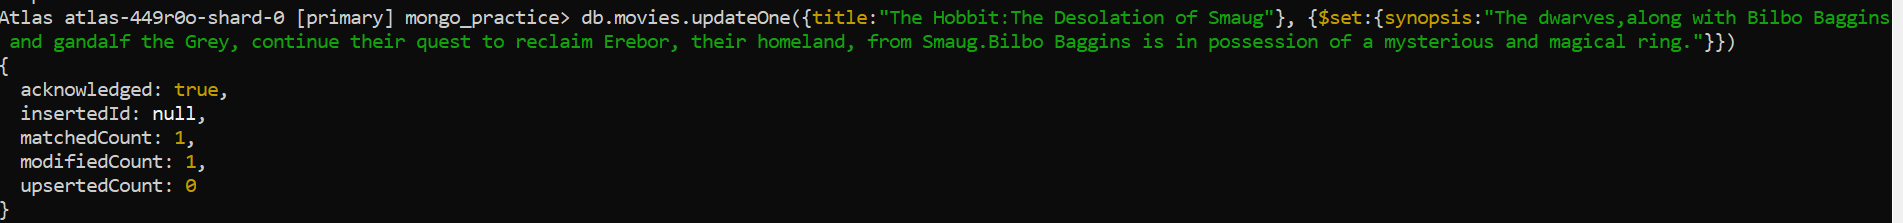 Atlas atlas-449r0o-shard-0 [primary] mongo_practice> db.movies.updateOne({title:"The Hobbit:The Desolation of Smaug"}, {$set:{synopsis:"The dwarves,along with Bilbo Baggins
 and gandalf the Grey, continue their quest to reclaim Erebor, their homeland, from Smaug.Bilbo Baggins is in possession of a mysterious and magical ring."}})
{
  acknowledged: true,
  insertedId: null,
  matchedCount: 1,
  modifiedCount: 1,
  upsertedCount: 0
}